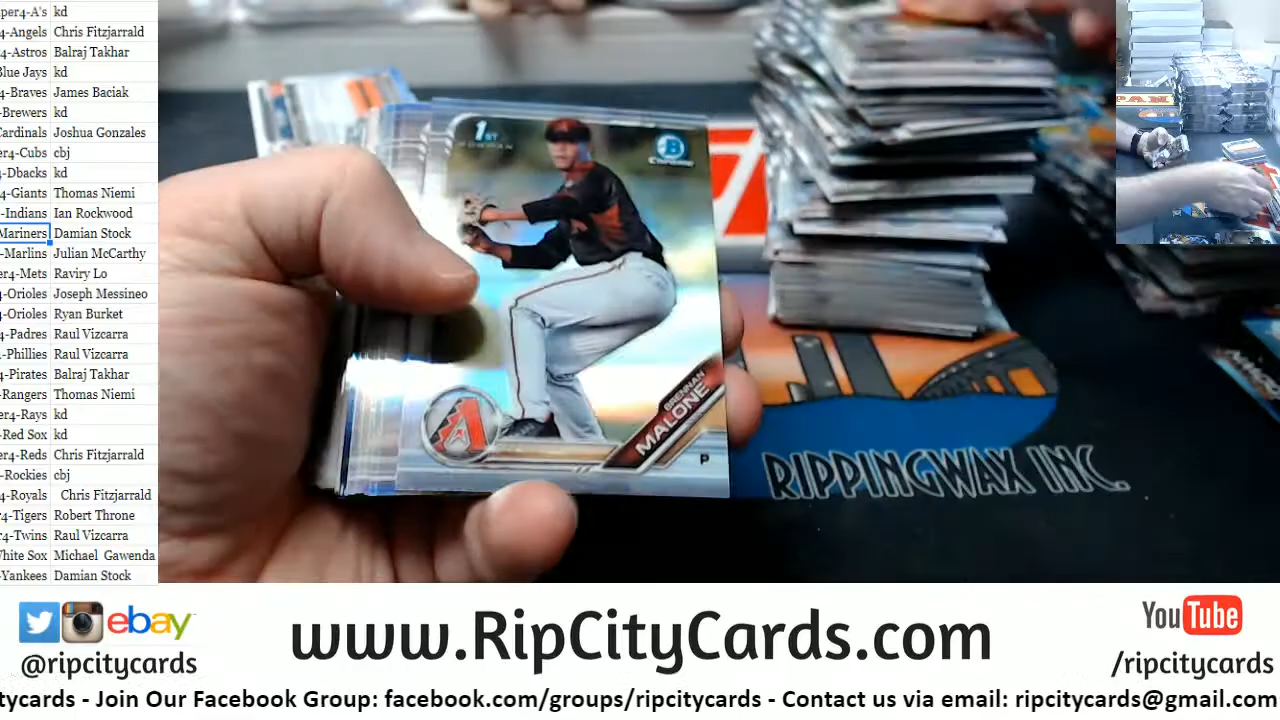 per4-A's kd
4-Angels Chris Fitzjarrald
4-Astros Balraj Takhar
Blue Jays kd
4-Braves James Baciak
-Brewers kd
Cardinals Joshua Gonzales
er4-Cubs cbj
4-Dbacks kd
4-Giants Thomas Niemi
-Indians Ian Rockwood
Mariners Damian Stock
-Marlins Julian McCarthy
er4-Mets Raviry Lo
4-Orioles Joseph Messineo
4-Orioles Ryan Burket
4-Padres Raul Vizcarra
-Phillies Raul Vizcarra
4-Pirates Balraj Takhar
-Rangers Thomas Niemi
er4-Rays kd
-Red Sox kd
er4-Reds Chris Fitzjarrald
-Rockies cbj
4-Royals Chris Fitzjarrald
r4-Tigers Robert Throne
r4-Twins Raul Vizcarra
White Sox Michael Gawenda
-Yankees Damian Stock
1ST
BOWMAN
B
Chrome
BRENNAN
MALONE
P
RIPPINGWAX INC.
ebay
@ripcitycards
www.RipCityCards.com
YouTube
/ripcitycards
tycards - Join Our Facebook Group: facebook.com/groups/ripcitycards - Contact us via email: ripcitycards@gmail.com